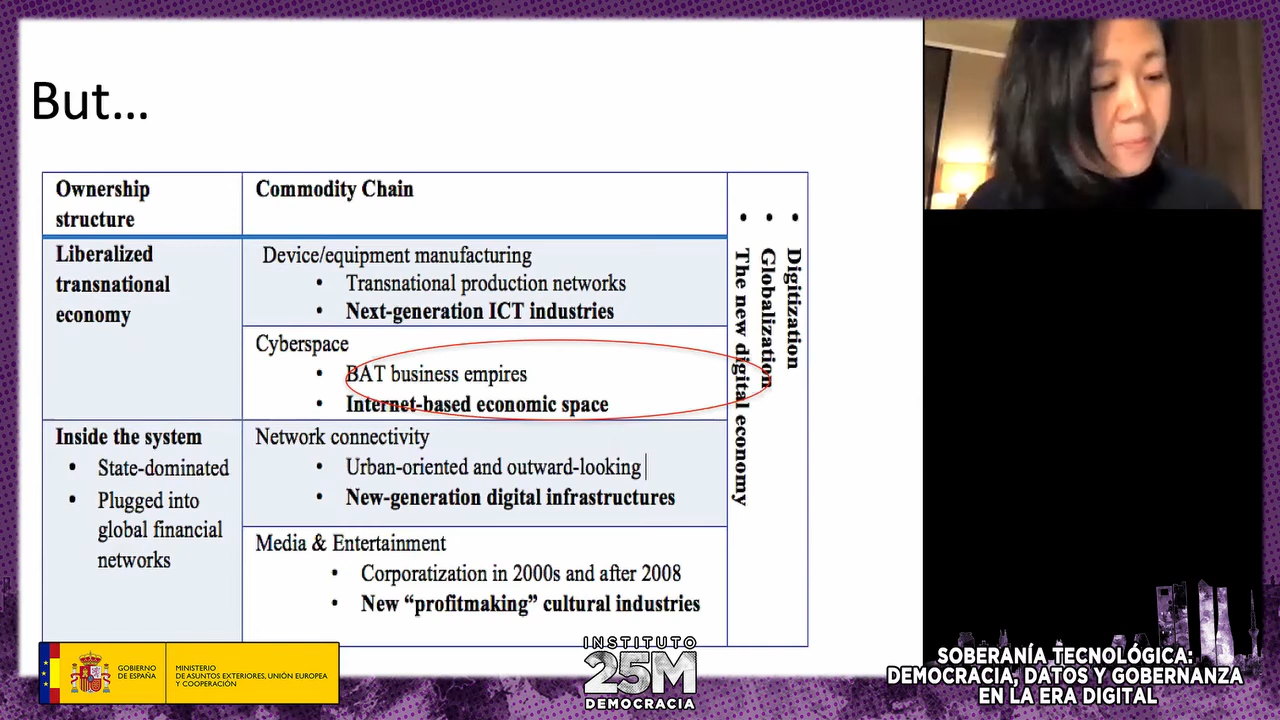 But...
Ownership
structure
Commodity Chain
Liberalized
transnational
economy
Device/equipment manufacturing
• Transnational production networks
• Next-generation ICT industries
Cyberspace
• BAT business empires
• Internet-based economic space
Inside the system
• State-dominated
• Plugged into
global financial
networks
Network connectivity
• Urban-oriented and outward-looking
• New-generation digital infrastructures
Media & Entertainment
• Corporatization in 2000s and after 2008
• New “profitmaking” cultural industries
• Digitization
• Globalization
• The new digital economy
GOBIERNO
DE ESPAÑA
MINISTERIO
DE ASUNTOS EXTERIORES, UNIÓN EUROPEA
Y COOPERACIÓN
INSTITUTO
25M
DEMOCRACIA
SOBERANÍA TECNOLÓGICA:
DEMOCRACIA, DATOS Y GOBERNANZA
EN LA ERA DIGITAL